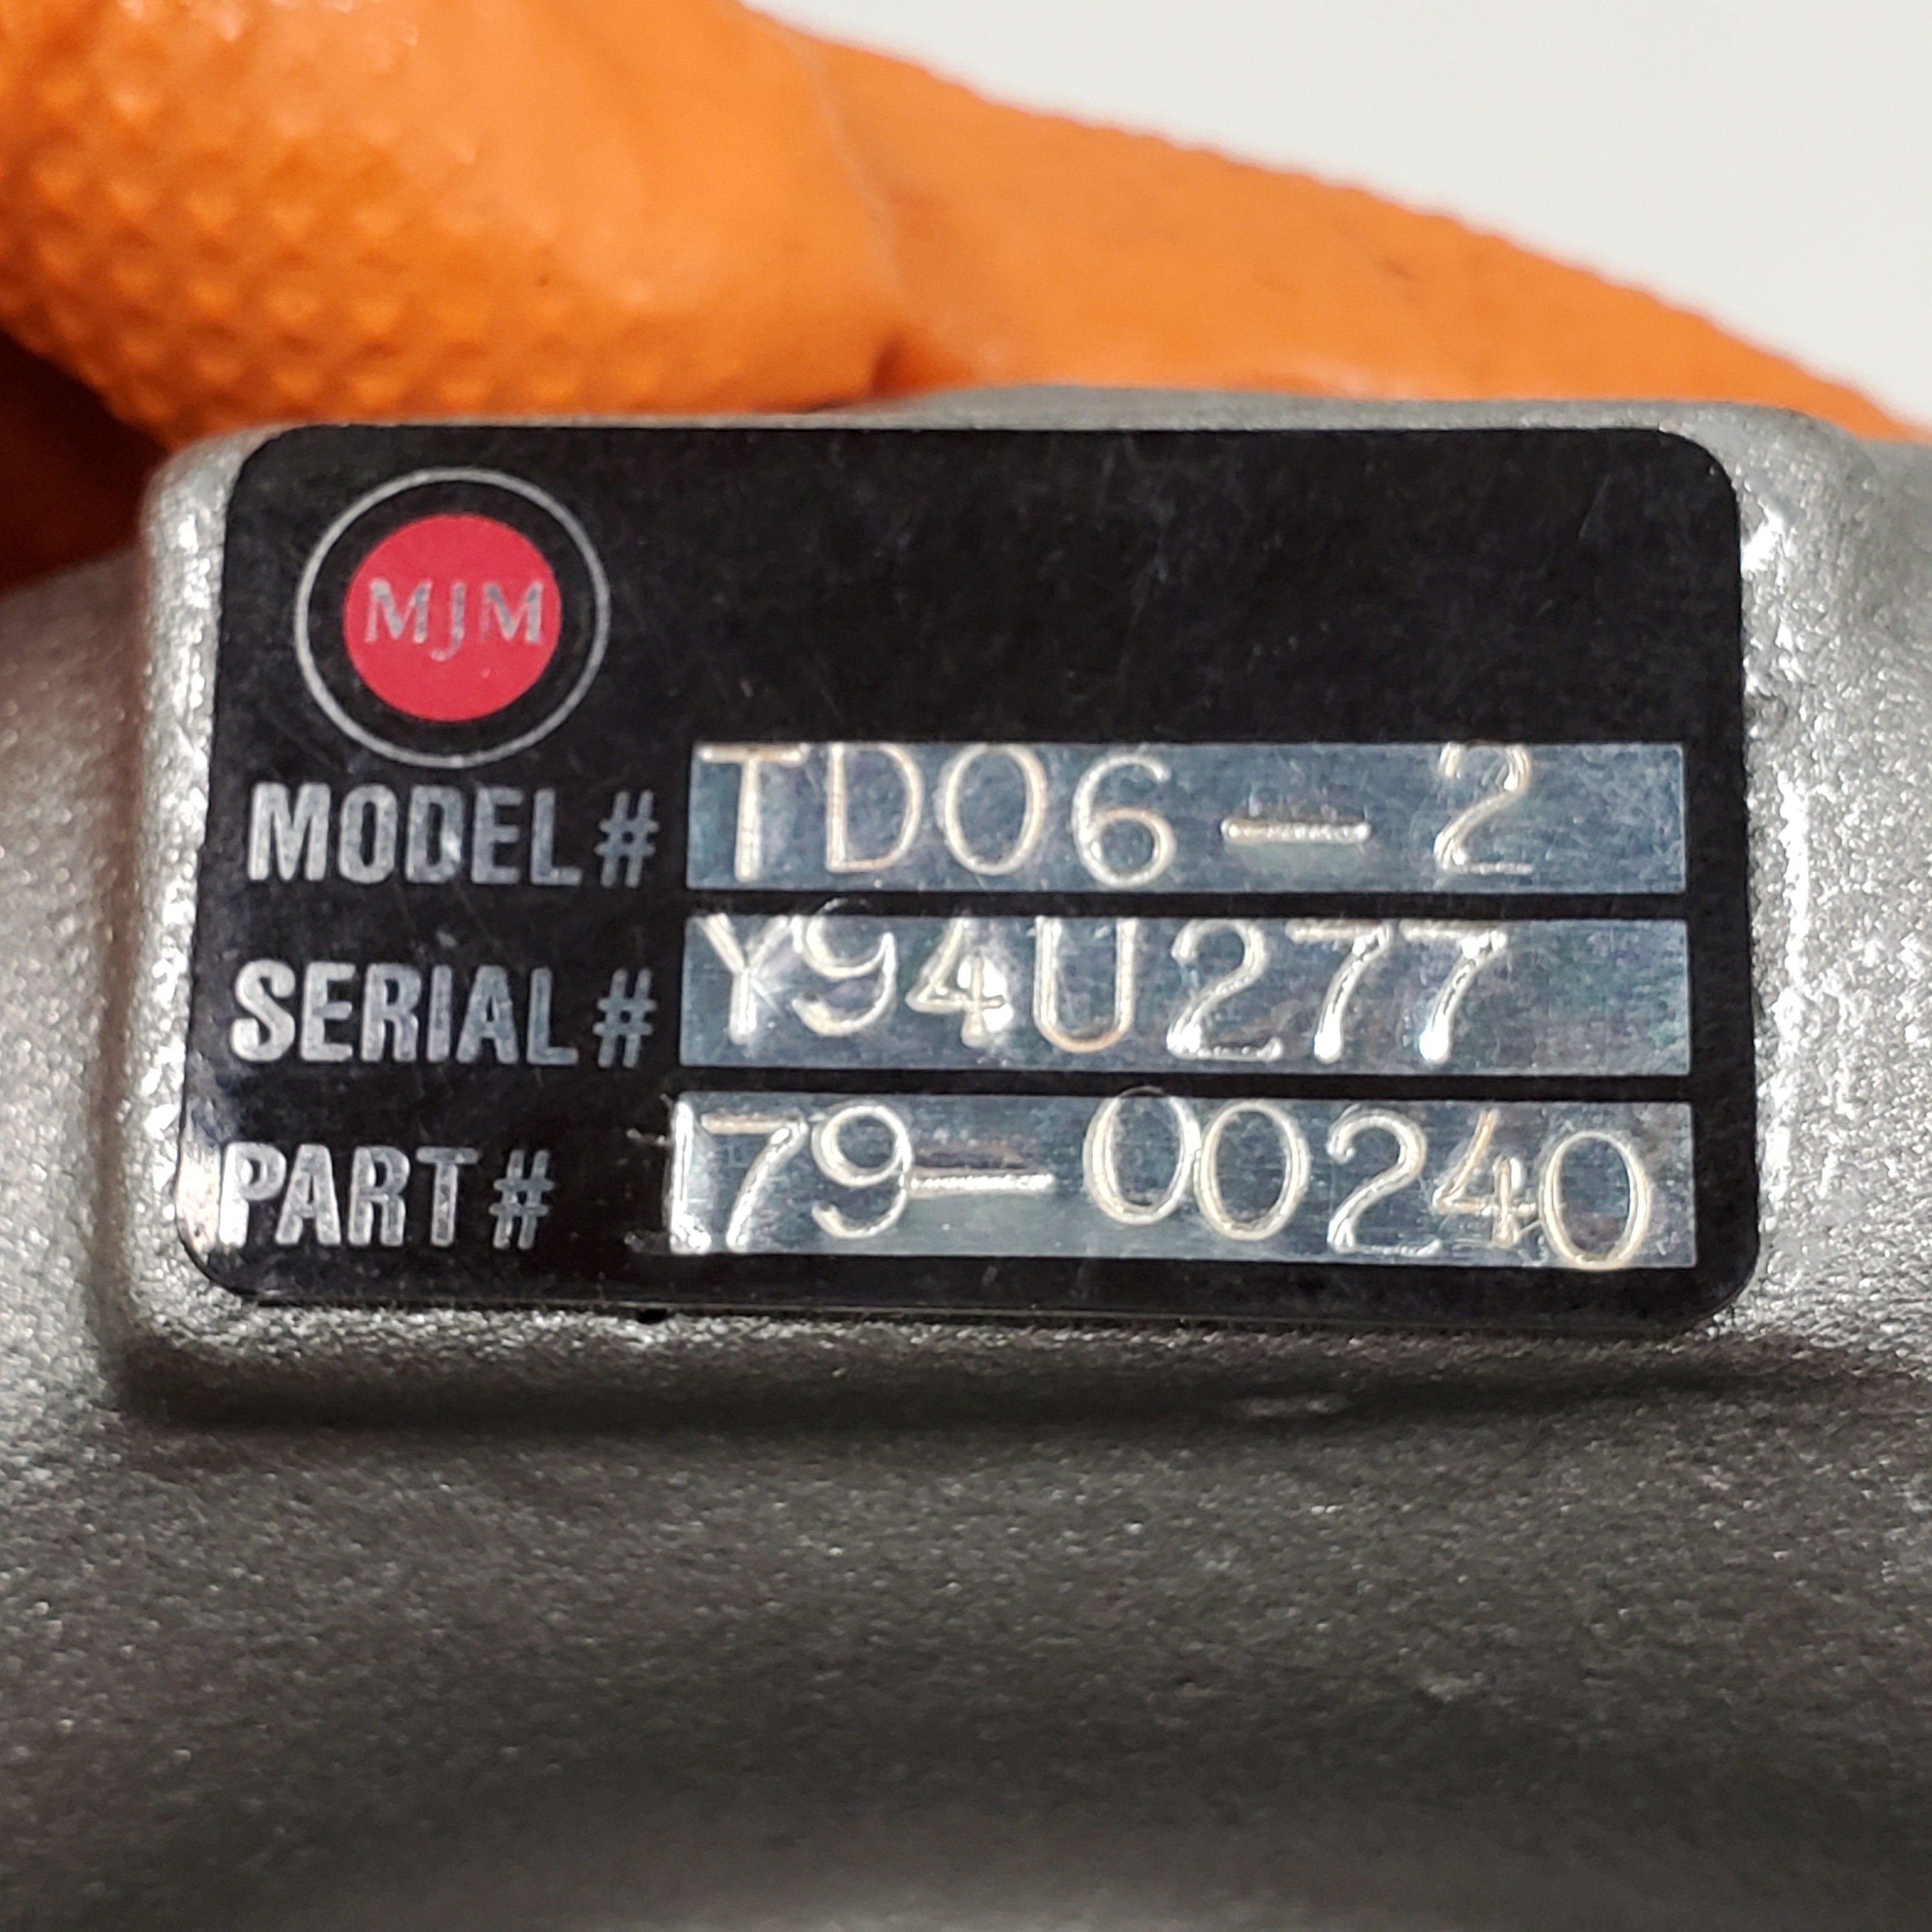 MJM
MODEL # TD06-2
SERIAL # Y94U277
PART # 179-00240